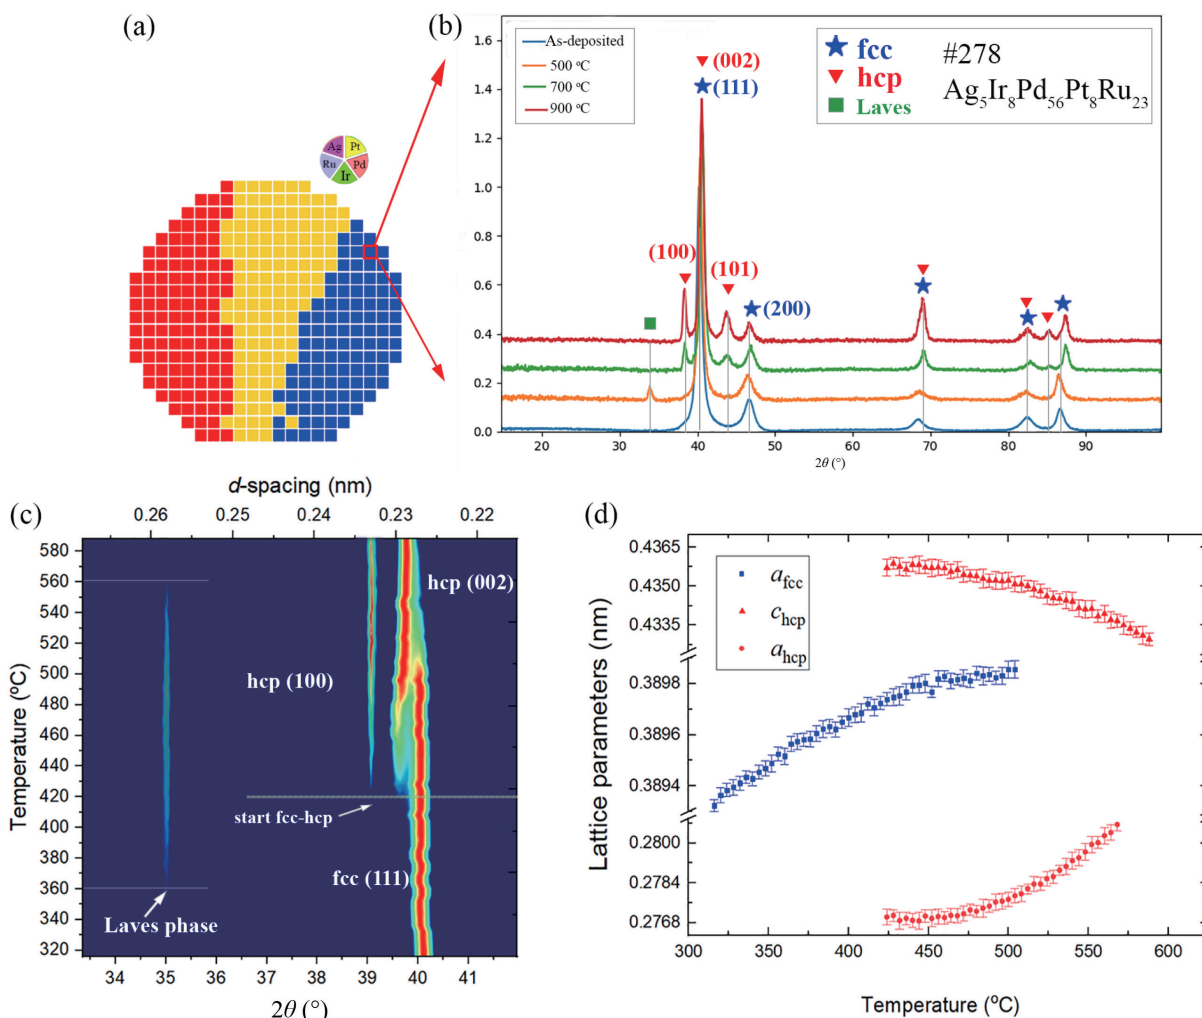 (a)
Ag
Pt
Ru
Pd
Ir
(b)
As-deposited
500 °C
700 °C
900 °C
fcc
hcp
Laves
#278
Ag₅Ir₈Pd₅₆Pt₈Ru₂₃
(002)
(111)
(100)
(101)
(200)
1.6
1.4
1.2
1.0
0.8
0.6
0.4
0.2
0.0
20
30
40
50
60
70
80
90
2θ (°)
(c)
d-spacing (nm)
0.26
0.25
0.24
0.23
0.22
Temperature (ºC)
580
560
540
520
500
480
460
440
420
400
380
360
340
320
hcp (002)
hcp (100)
start fcc-hcp
fcc (111)
Laves phase
34
35
36
37
38
39
40
41
2θ (°)
(d)
a fcc
c hcp
a hcp
Lattice parameters (nm)
0.4365
0.4350
0.4335
0.3898
0.3896
0.3894
0.2800
0.2784
0.2768
300
350
400
450
500
550
600
Temperature (ºC)